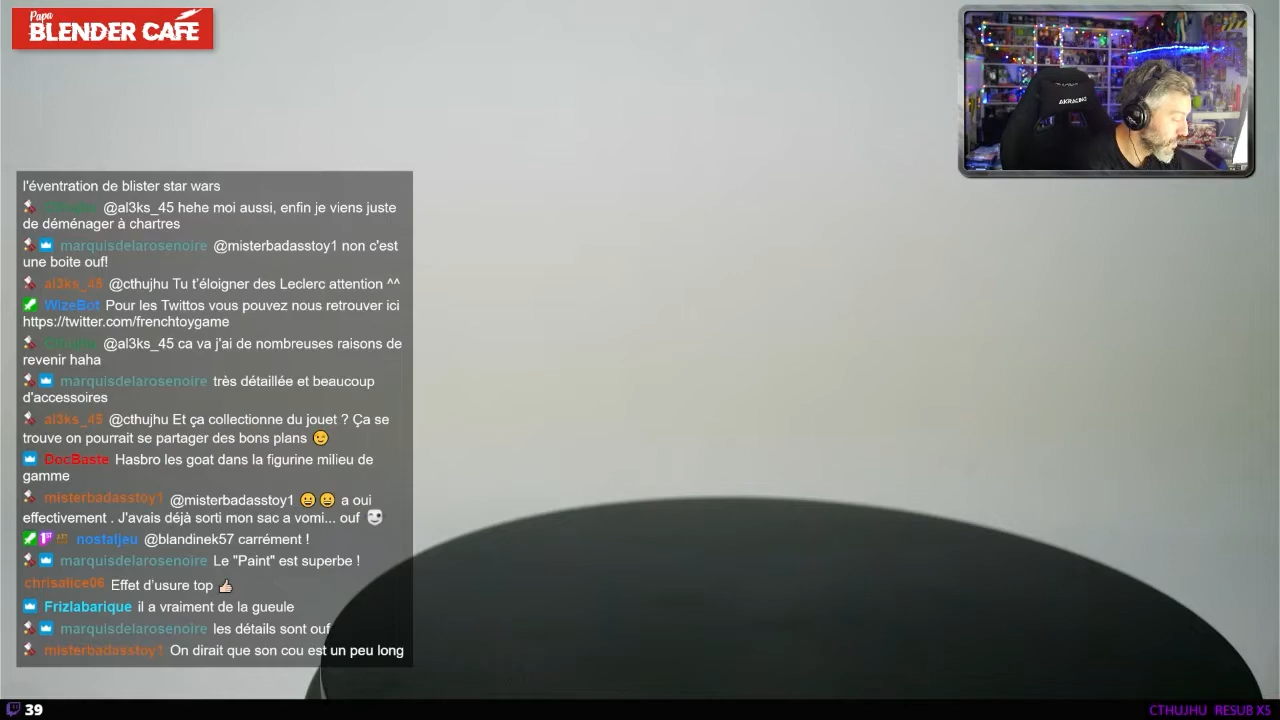 Papa
BLENDER CAFÉ
AKRACING
l'éventration de blister star wars
Cthujhu @al3ks_45 hehe moi aussi, enfin je viens juste
de déménager à chartres
marquisdelarosenoire @misterbadasstoy1 non c'est
une boite ouf!
al3ks_45 @cthujhu Tu t'éloigner des Leclerc attention ^^
WizeBot Pour les Twittos vous pouvez nous retrouver ici
https://twitter.com/frenchtoygame
Cthujhu @al3ks_45 ca va j'ai de nombreuses raisons de
revenir haha
marquisdelarosenoire très détaillée et beaucoup
d'accessoires
al3ks_45 @cthujhu Et ça collectionne du jouet ? Ça se
trouve on pourrait se partager des bons plans 😉
DocBaste Hasbro les goat dans la figurine milieu de
gamme
misterbadasstoy1 @misterbadasstoy1 😀 😀 a oui
effectivement . J'avais déjà sorti mon sac a vomi... ouf
nostaljeu @blandinek57 carrément !
marquisdelarosenoire Le "Paint" est superbe !
chrisalice06 Effet d'usure top 👍🏻
Frizlabarique il a vraiment de la gueule
marquisdelarosenoire les détails sont ouf
misterbadasstoy1 On dirait que son cou est un peu long
39
CTHUJHU RESUB X5